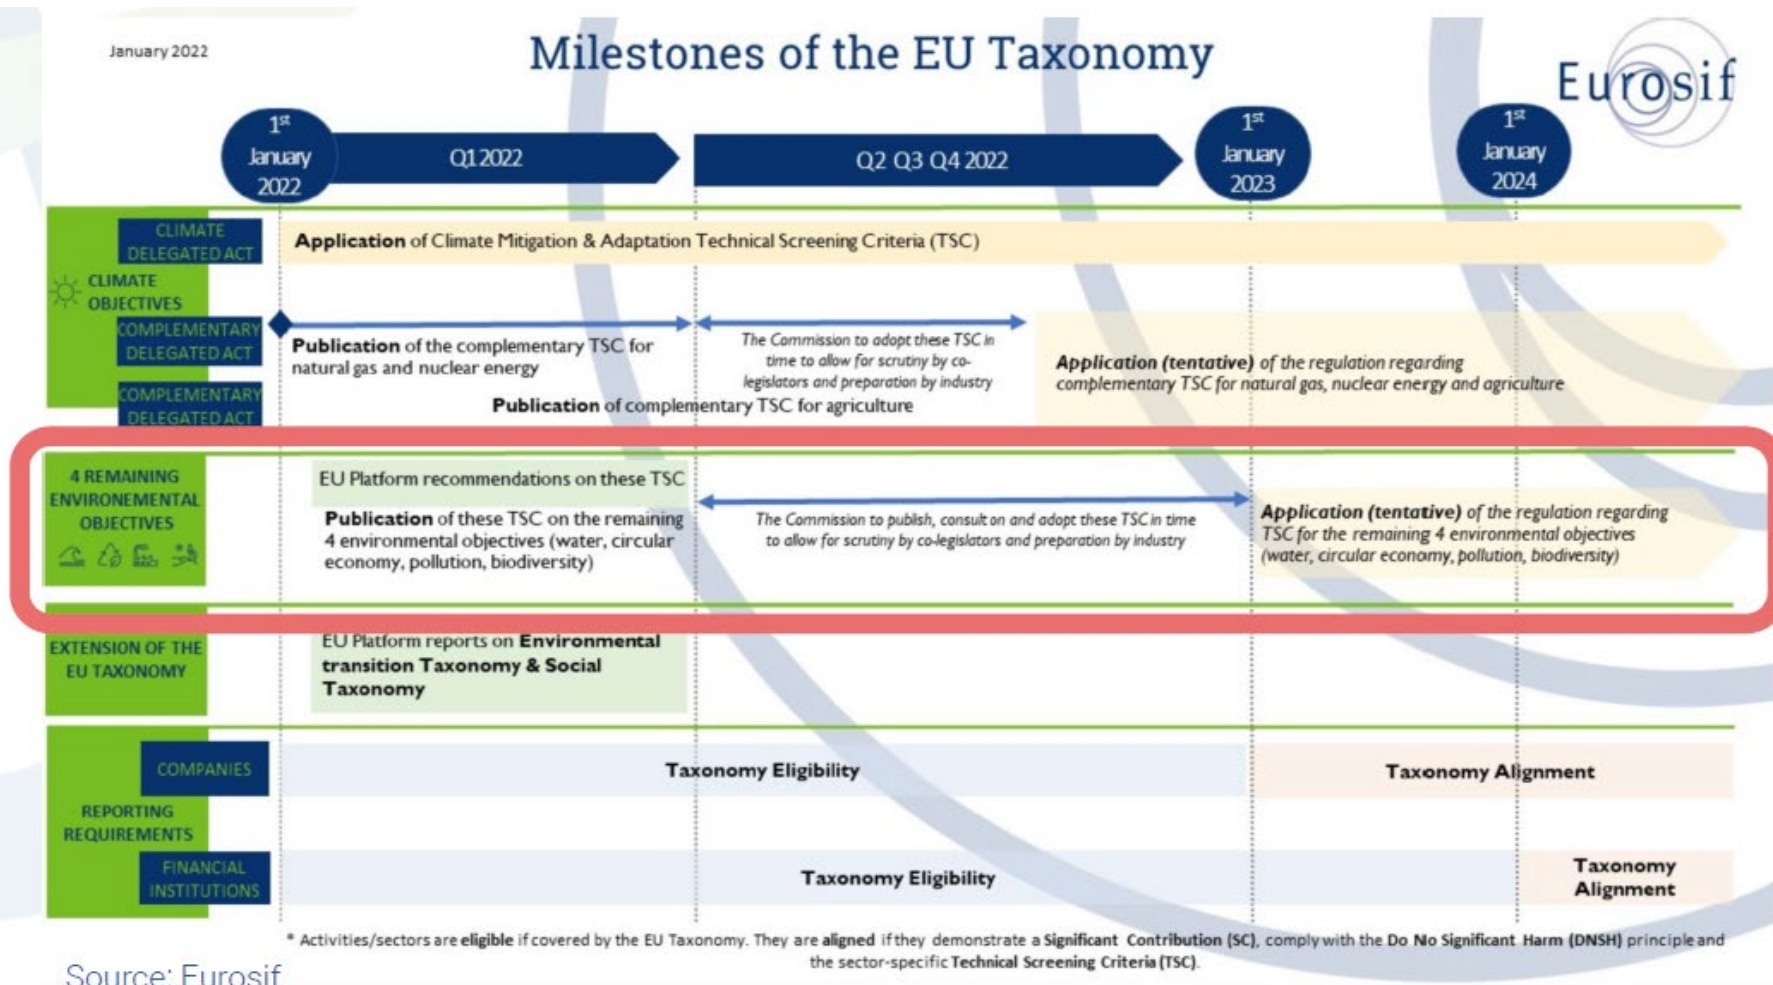 January 2022
Milestones of the EU Taxonomy
Eurosif
1st
January
2022
Q1 2022
Q2 Q3 Q4 2022
1st
January
2023
1st
January
2024
CLIMATE
DELEGATED ACT
Application of Climate Mitigation & Adaptation Technical Screening Criteria (TSC)
CLIMATE
OBJECTIVES
COMPLEMENTARY
DELEGATED ACT
Publication of the complementary TSC for
natural gas and nuclear energy
The Commission to adopt these TSC in
time to allow for scrutiny by co-
legislators and preparation by industry
Application (tentative) of the regulation regarding
complementary TSC for natural gas, nuclear energy and agriculture
COMPLEMENTARY
DELEGATED ACT
Publication of complementary TSC for agriculture
4 REMAINING
ENVIRONEMENTAL
OBJECTIVES
EU Platform recommendations on these TSC
Publication of these TSC on the remaining
4 environmental objectives (water, circular
economy, pollution, biodiversity)
The Commission to publish, consult on and adopt these TSC in time
to allow for scrutiny by co-legislators and preparation by industry
Application (tentative) of the regulation regarding
TSC for the remaining 4 environmental objectives
(water, circular economy, pollution, biodiversity)
EXTENSION OF THE
EU TAXONOMY
EU Platform reports on Environmental
transition Taxonomy & Social
Taxonomy
COMPANIES
Taxonomy Eligibility
Taxonomy Alignment
REPORTING
REQUIREMENTS
FINANCIAL
INSTITUTIONS
Taxonomy Eligibility
Taxonomy
Alignment
* Activities/sectors are eligible if covered by the EU Taxonomy. They are aligned if they demonstrate a Significant Contribution (SC), comply with the Do No Significant Harm (DNSH) principle and
the sector-specific Technical Screening Criteria (TSC).
Source: Eurosif